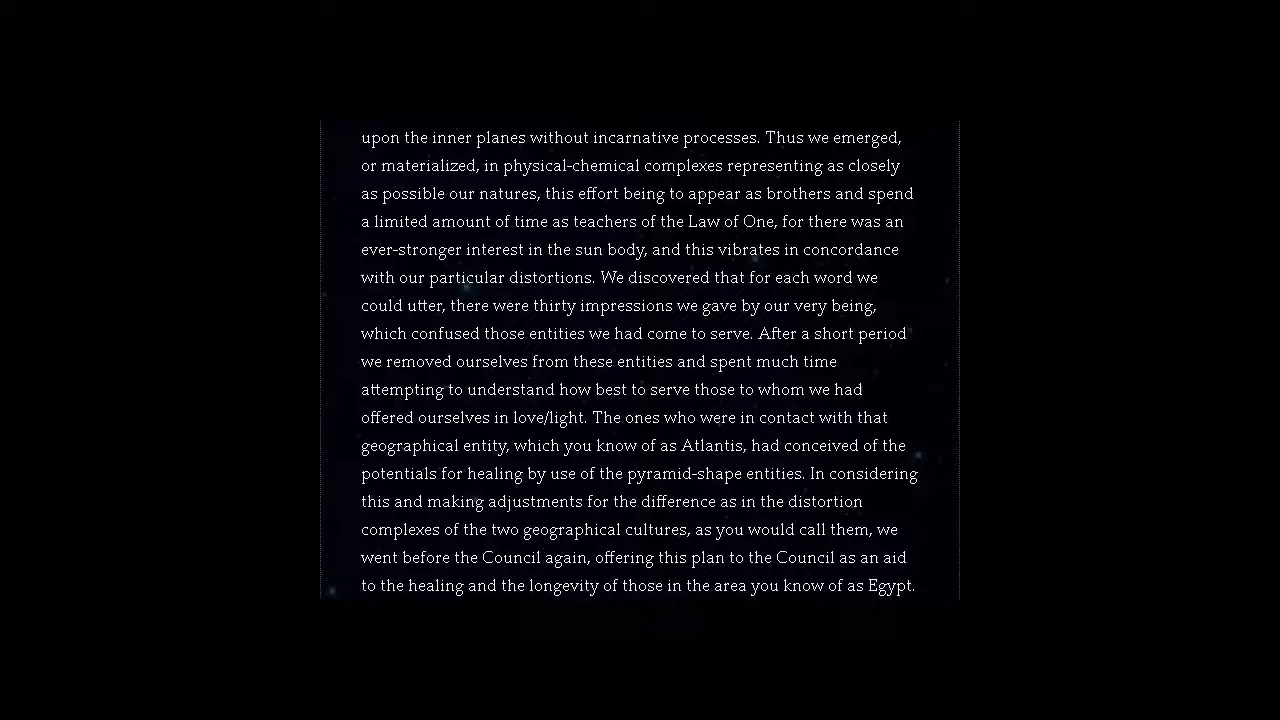 upon the inner planes without incarnative processes. Thus we emerged,
or materialized, in physical-chemical complexes representing as closely
as possible our natures, this effort being to appear as brothers and spend
a limited amount of time as teachers of the Law of One, for there was an
ever-stronger interest in the sun body, and this vibrates in concordance
with our particular distortions. We discovered that for each word we
could utter, there were thirty impressions we gave by our very being,
which confused those entities we had come to serve. After a short period
we removed ourselves from these entities and spent much time
attempting to understand how best to serve those to whom we had
offered ourselves in love/light. The ones who were in contact with that
geographical entity, which you know of as Atlantis, had conceived of the
potentials for healing by use of the pyramid-shape entities. In considering
this and making adjustments for the difference as in the distortion
complexes of the two geographical cultures, as you would call them, we
went before the Council again, offering this plan to the Council as an aid
to the healing and the longevity of those in the area you know of as Egypt.